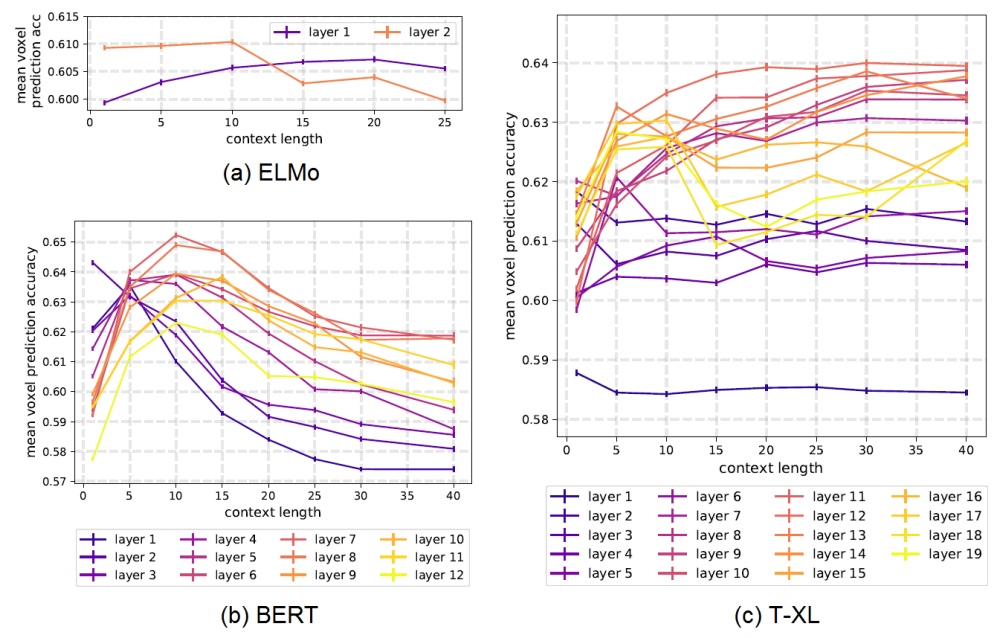 0.615
0.610
0.605
0.600
mean voxel
prediction acc
layer 1 layer 2
0 5 10 15 20 25
context length
(a) ELMo
0.65
0.64
0.63
0.62
0.61
0.60
0.59
0.58
0.57
mean voxel prediction accuracy
0 5 10 15 20 25 30 35 40
context length
layer 1 layer 4 layer 7 layer 10
layer 2 layer 5 layer 8 layer 11
layer 3 layer 6 layer 9 layer 12
(b) BERT
0.64
0.63
0.62
0.61
0.60
0.59
0.58
mean voxel prediction accuracy
0 5 10 15 20 25 30 35 40
context length
layer 1 layer 6 layer 11 layer 16
layer 2 layer 7 layer 12 layer 17
layer 3 layer 8 layer 13 layer 18
layer 4 layer 9 layer 14 layer 19
layer 5 layer 10 layer 15
(c) T-XL